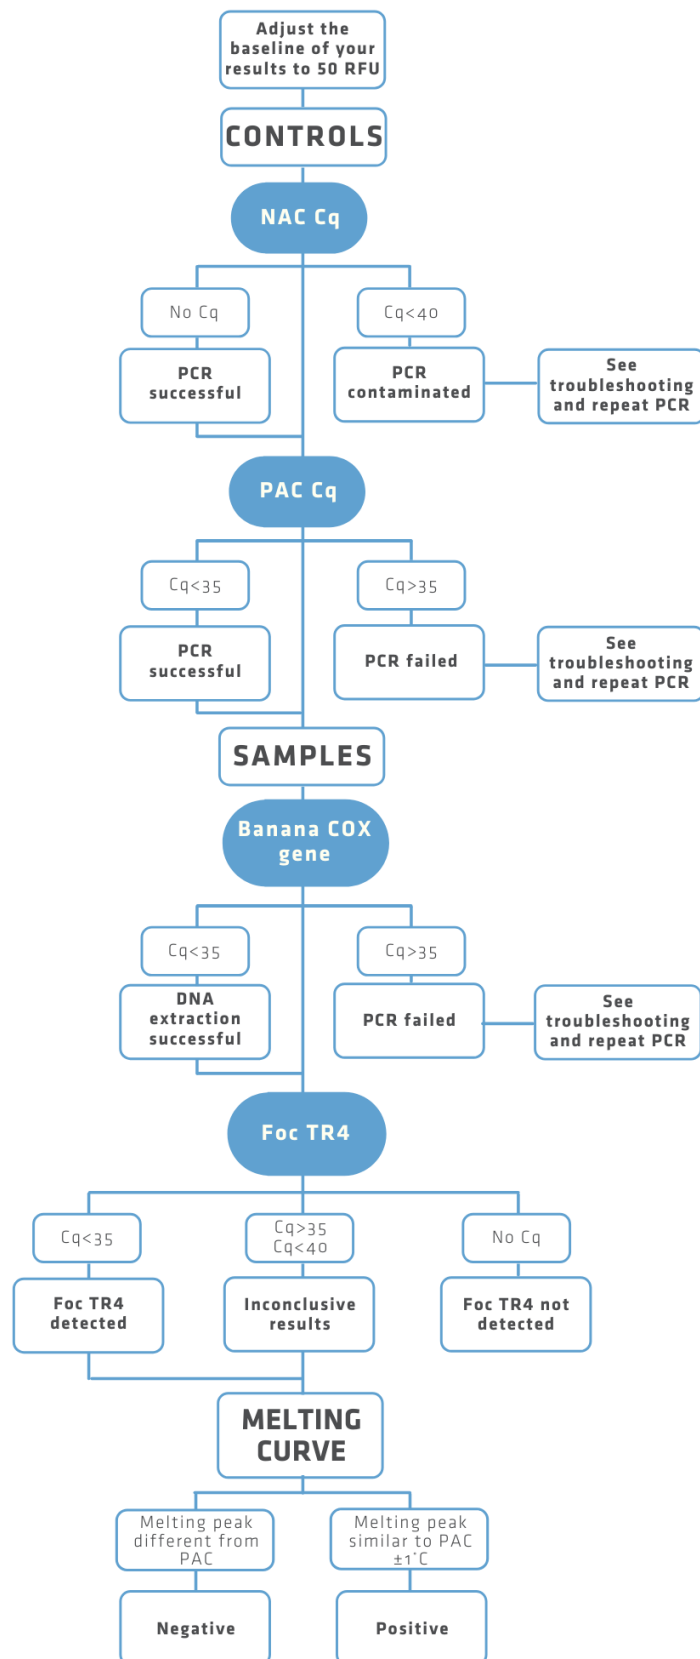 Adjust the
baseline of your
results to 50 RFU
CONTROLS
NAC Cq
No Cq
Cq<40
PCR
successful
PCR
contaminated
See
troubleshooting
and repeat PCR
PAC Cq
Cq<35
Cq>35
PCR
successful
PCR failed
See
troubleshooting
and repeat PCR
SAMPLES
Banana COX
gene
Cq<35
Cq>35
DNA
extraction
successful
PCR failed
See
troubleshooting
and repeat PCR
Foc TR4
Cq<35
Cq>35
Cq<40
No Cq
Foc TR4
detected
Inconclusive
results
Foc TR4 not
detected
MELTING
CURVE
Melting peak
different from
PAC
Melting peak
similar to PAC
±1°C
Negative
Positive